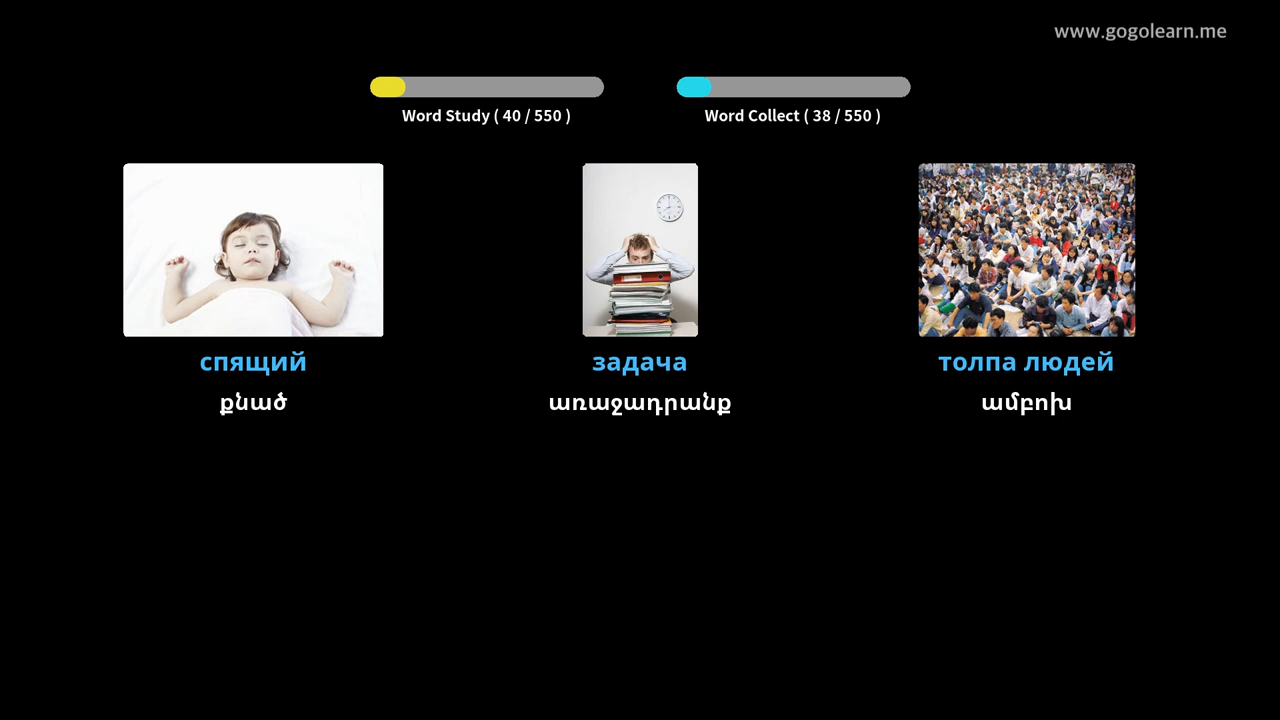 www.gogolearn.me
Word Study ( 40 / 550 )
Word Collect ( 38 / 550 )
спящий
задача
толпа людей
քնած
առաջադրանք
ամբոխ